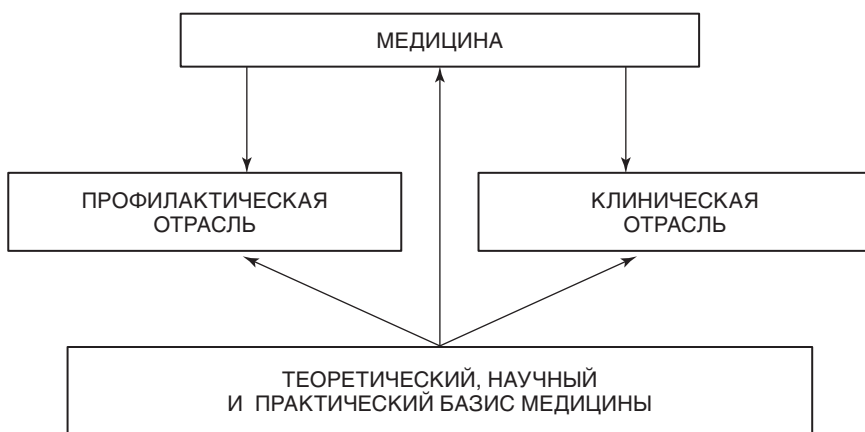 МЕДИЦИНА
ПРОФИЛАКТИЧЕСКАЯ
ОТРАСЛЬ
КЛИНИЧЕСКАЯ
ОТРАСЛЬ
ТЕОРЕТИЧЕСКИЙ, НАУЧНЫЙ
И ПРАКТИЧЕСКИЙ БАЗИС МЕДИЦИНЫ